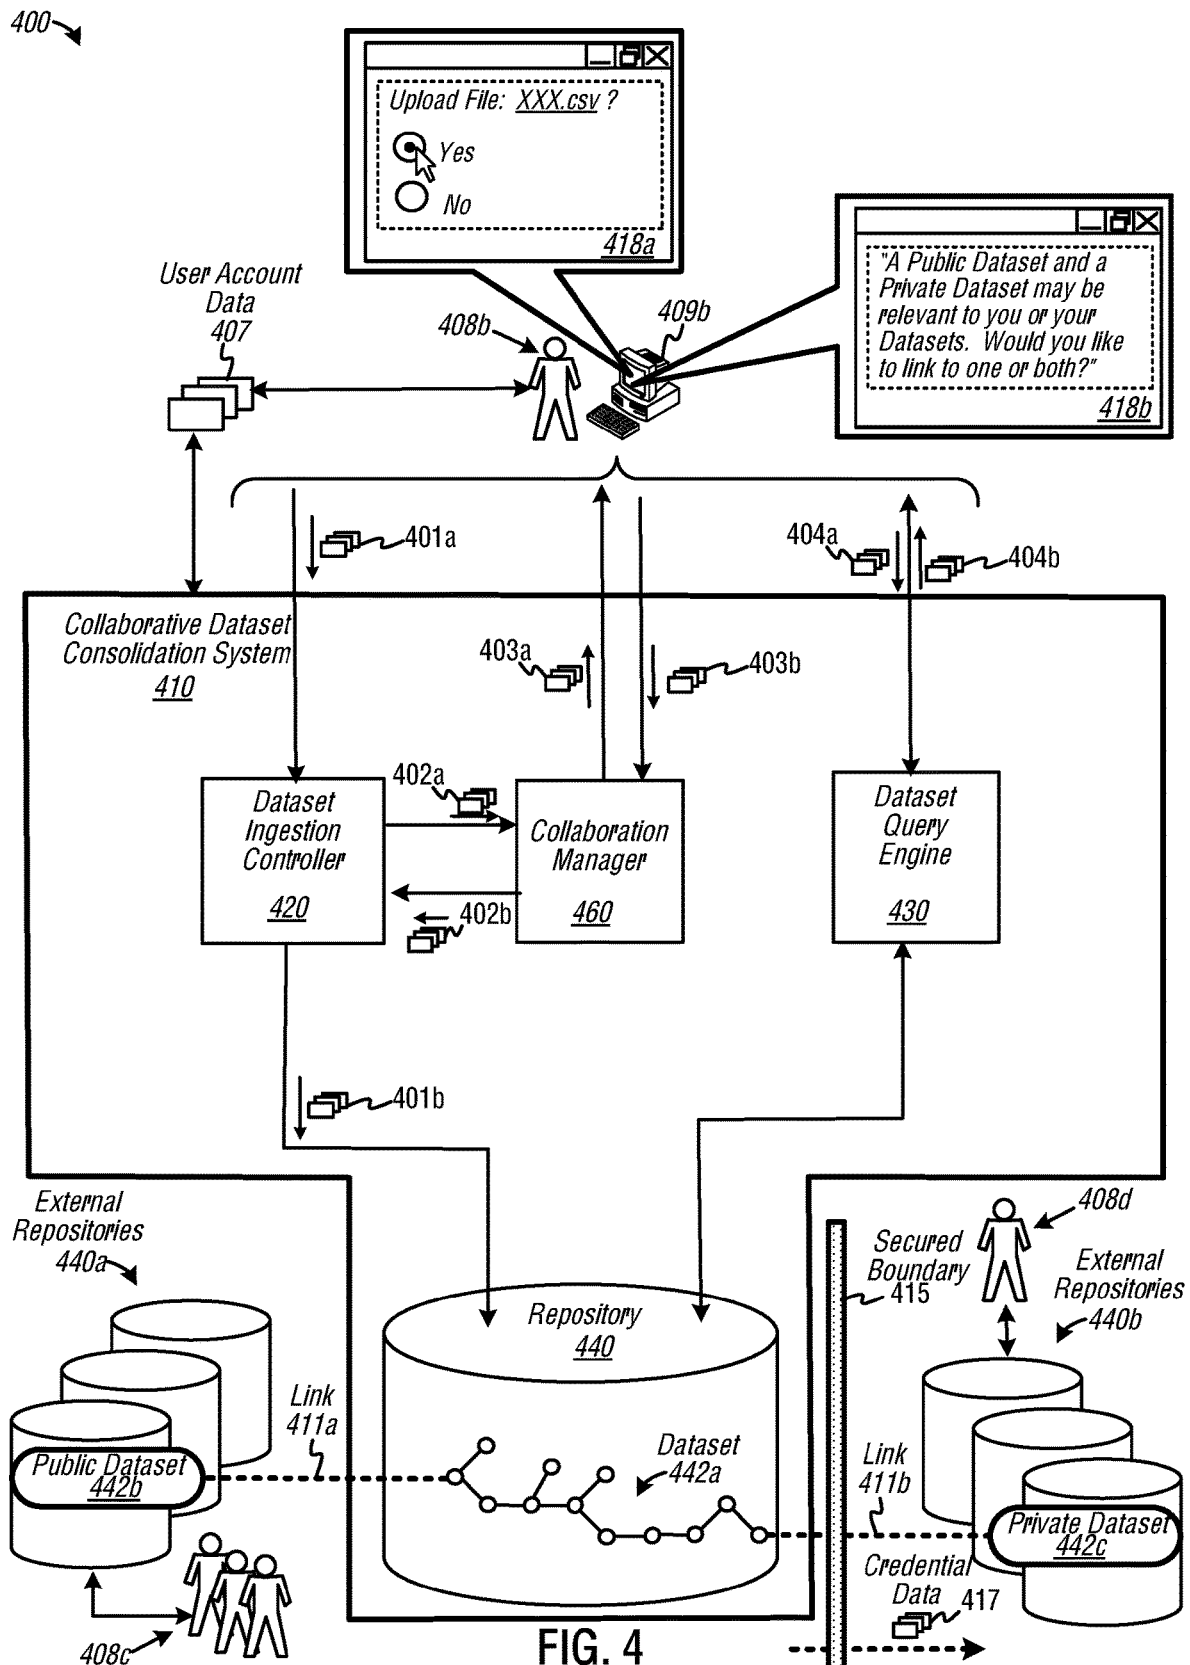 400
Upload File: XXX.csv ?
Yes
No
418a
"A Public Dataset and a
Private Dataset may be
relevant to you or your
Datasets. Would you like
to link to one or both?"
418b
User Account
Data
407
408b
409b
401a
404a
404b
Collaborative Dataset
Consolidation System
410
403a
403b
402a
Dataset
Ingestion
Controller
420
Collaboration
Manager
460
Dataset
Query
Engine
430
402b
401b
External
Repositories
440a
408d
Secured
Boundary
415
External
Repositories
440b
Repository
440
Link
411a
Dataset
442a
Public Dataset
442b
Link
411b
Private Dataset
442c
Credential
Data
417
408c
FIG. 4